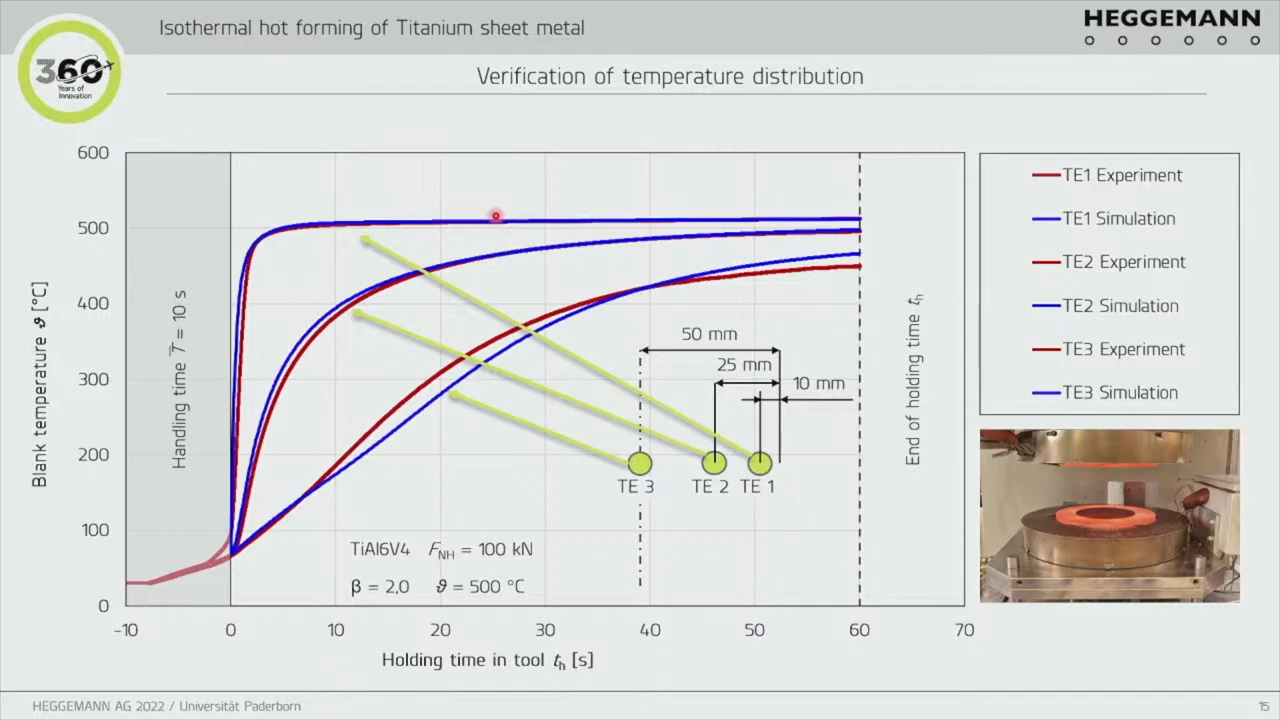 Isothermal hot forming of Titanium sheet metal
HEGGEMANN
360
Years of
Innovation
Verification of temperature distribution
600
500
400
300
200
100
0
Blank temperature ϑ [°C]
Handling time T̅ = 10 s
50 mm
25 mm
10 mm
TE 3
TE 2
TE 1
TiAl6V4 F_NH = 100 kN
β = 2,0 ϑ = 500 °C
End of holding time t_h
-10
0
10
20
30
40
50
60
70
Holding time in tool t_h [s]
TE1 Experiment
TE1 Simulation
TE2 Experiment
TE2 Simulation
TE3 Experiment
TE3 Simulation
HEGGEMANN AG 2022 / Universität Paderborn
15